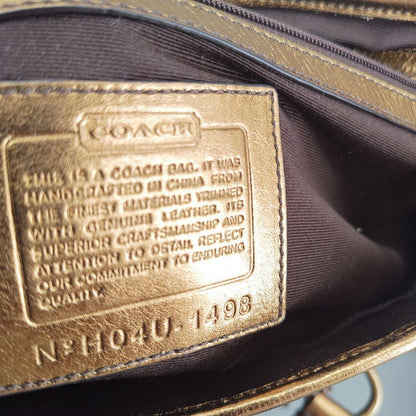 COACH
THIS IS A COACH BAG. IT WAS
HANDCRAFTED IN CHINA FROM
THE FINEST MATERIALS TRIMMED
WITH GENUINE LEATHER. ITS
SUPERIOR CRAFTSMANSHIP AND
ATTENTION TO DETAIL REFLECT
OUR COMMITMENT TO ENDURING
QUALITY.
Nº H04U-1498